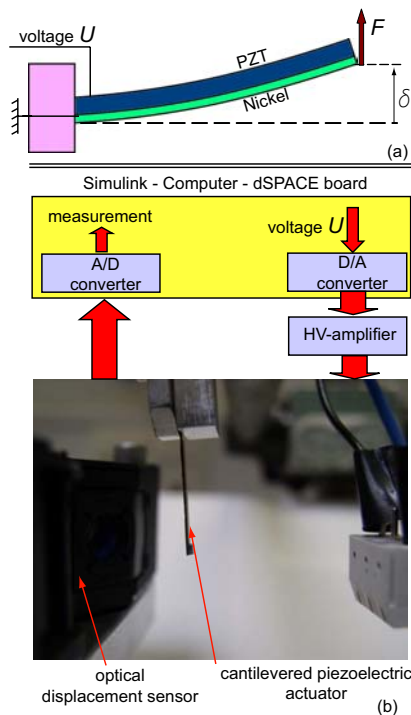 voltage U
F
PZT
Nickel
δ
(a)
Simulink - Computer - dSPACE board
measurement
voltage U
A/D
converter
D/A
converter
HV-amplifier
optical
displacement sensor
cantilevered piezoelectric
actuator
(b)